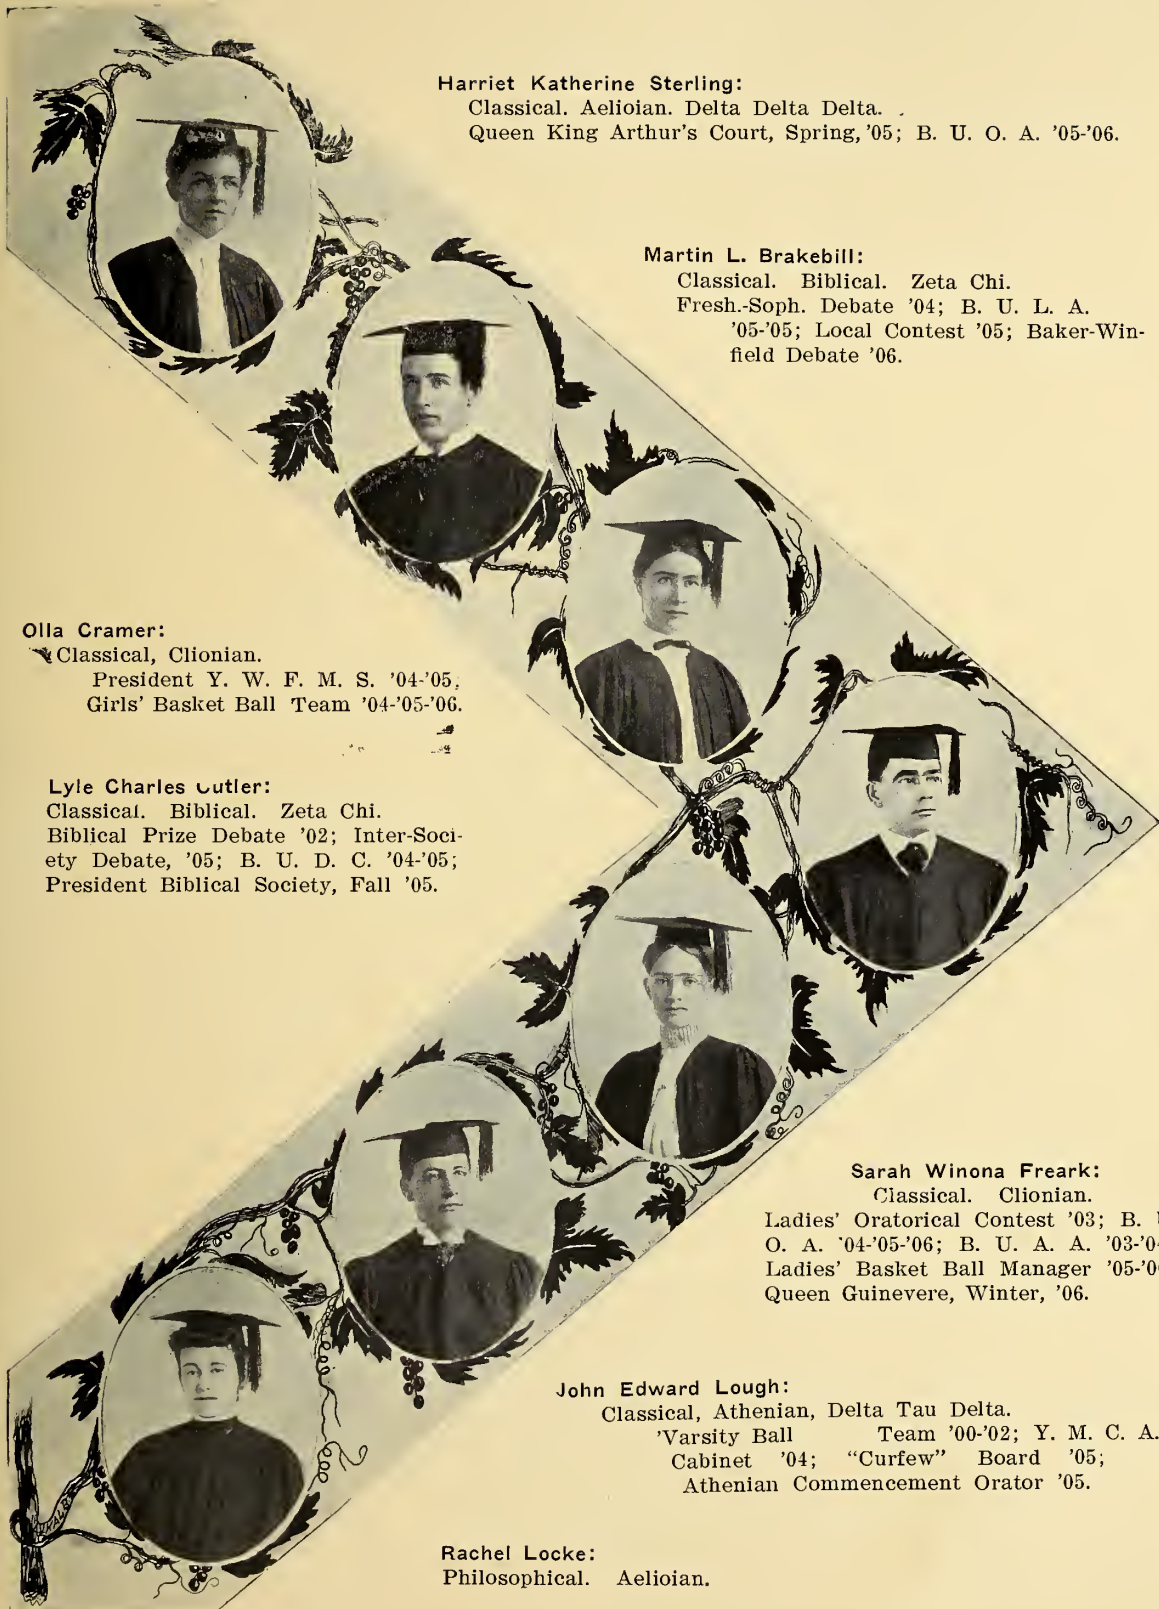 Harriet Katherine Sterling:
Classical. Aelioian. Delta Delta Delta.
Queen King Arthur's Court, Spring, '05; B. U. O. A. '05-'06.
Martin L. Brakebill:
Classical. Biblical. Zeta Chi.
Fresh.-Soph. Debate '04; B. U. L. A.
'05-'05; Local Contest '05; Baker-Win-
field Debate '06.
Olla Cramer:
Classical, Clionian.
President Y. W. F. M. S. '04-'05,
Girls' Basket Ball Team '04-'05-'06.
Lyle Charles Cutler:
Classical. Biblical. Zeta Chi.
Biblical Prize Debate '02; Inter-Soci-
ety Debate, '05; B. U. D. C. '04-'05;
President Biblical Society, Fall '05.
Sarah Winona Freark:
Classical. Clionian.
Ladies' Oratorical Contest '03; B.
O. A. '04-'05-'06; B. U. A. A. '03-'04
Ladies' Basket Ball Manager '05-'0
Queen Guinevere, Winter, '06.
John Edward Lough:
Classical, Athenian, Delta Tau Delta.
'Varsity Ball Team '00-'02; Y. M. C. A.
Cabinet '04; "Curfew" Board '05;
Athenian Commencement Orator '05.
Rachel Locke:
Philosophical. Aelioian.